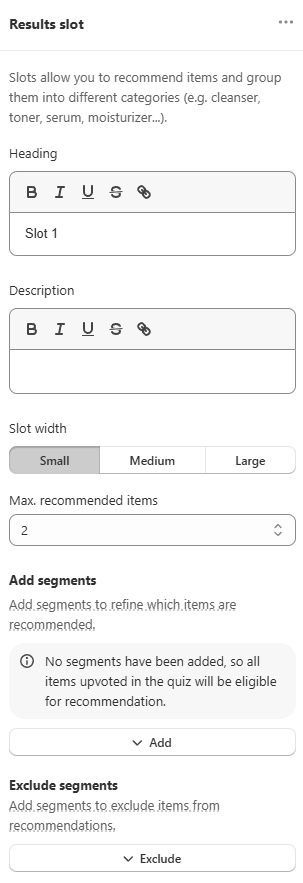 Results slot
Slots allow you to recommend items and group
them into different categories (e.g. cleanser,
toner, serum, moisturizer...).
Heading
B I U S
Slot 1
Description
B I U S
Slot width
Small Medium Large
Max. recommended items
2
Add segments
Add segments to refine which items are
recommended.
No segments have been added, so all
items upvoted in the quiz will be eligible
for recommendation.
Add
Exclude segments
Add segments to exclude items from
recommendations.
Exclude